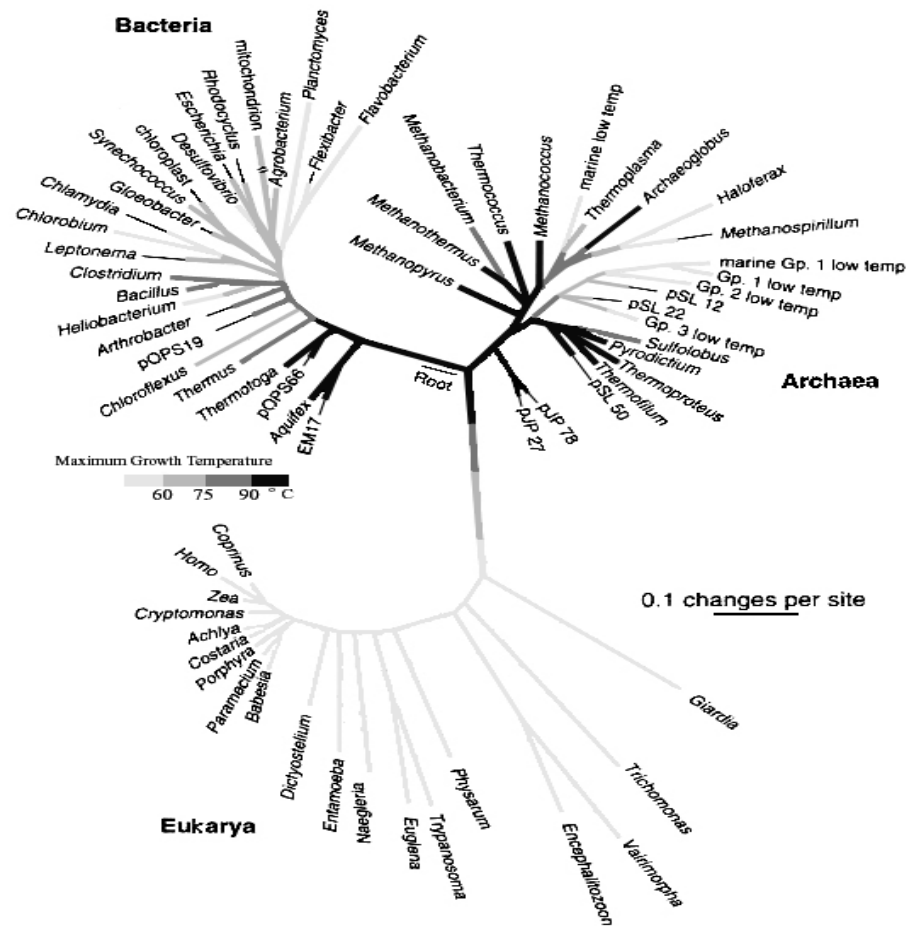 Bacteria
mitochondrion
Planctomyces
Rhodocyclus
Escherichia
Desulfovibrio
Agrobacterium
Flexibacter
Flavobacterium
chloroplast
Synechococcus
Gloeobacter
Chlamydia
Chlorobium
Leptonema
Clostridium
Bacillus
Heliobacterium
Arthrobacter
pOPS19
Chloroflexus
Thermus
Thermotoga
pOPS66
Aquifex
EM17
Root
Methanobacterium
Thermococcus
Methanococcus
marine low temp
Thermoplasma
Archaeoglobus
Haloferax
Methanothermus
Methanopyrus
Methanospirillum
marine Gp. 1 low temp
Gp. 1 low temp
Gp. 2 low temp
pSL 12
pSL 22
Gp. 3 low temp
Sulfolobus
Pyrodictium
Thermoproteus
Thermofilum
pSL 50
pJP 78
pJP 27
Archaea
Maximum Growth Temperature
60 75 90 ° C
0.1 changes per site
Coprinus
Homo
Zea
Cryptomonas
Achlya
Costaria
Porphyra
Paramecium
Babesia
Dictyostelium
Entamoeba
Naegleria
Euglena
Trypanosoma
Physarum
Encephalitozoon
Vairimorpha
Trichomonas
Giardia
Eukarya